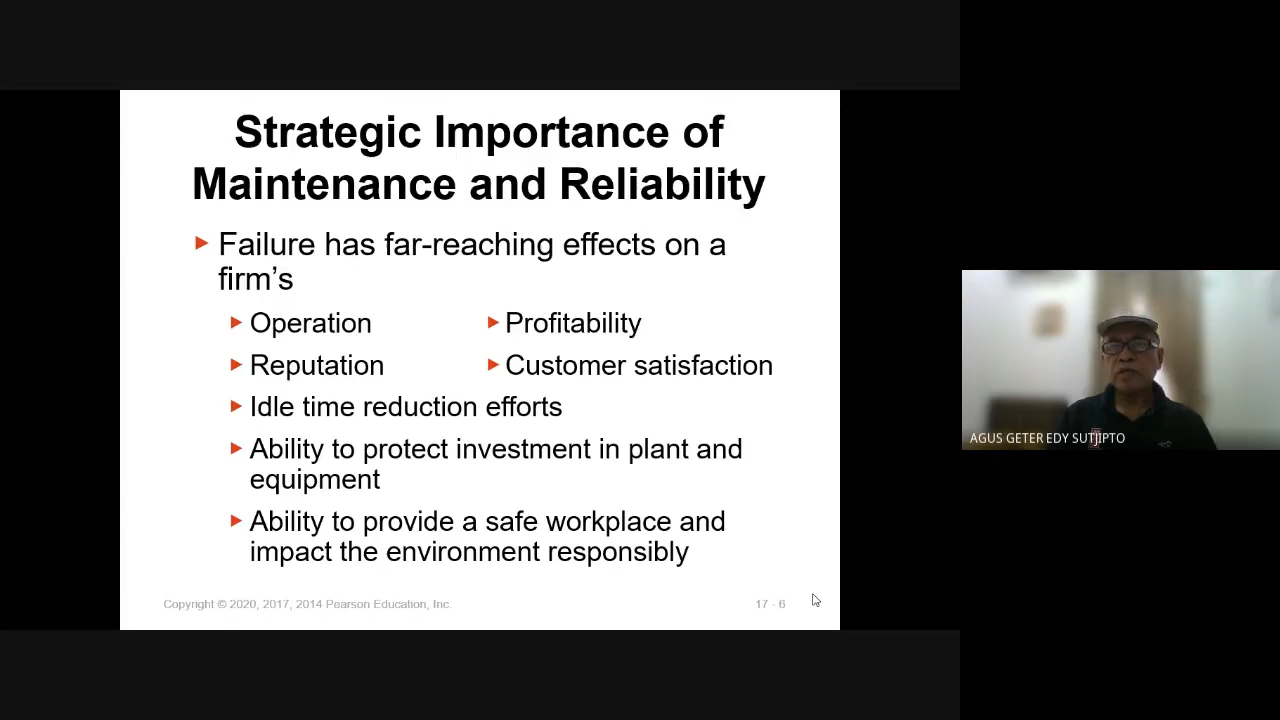 Strategic Importance of
Maintenance and Reliability
Failure has far-reaching effects on a
firm’s
Operation
Profitability
Reputation
Customer satisfaction
Idle time reduction efforts
Ability to protect investment in plant and
equipment
Ability to provide a safe workplace and
impact the environment responsibly
Copyright © 2020, 2017, 2014 Pearson Education, Inc.
17 - 6
AGUS GETER EDY SUTJIPTO